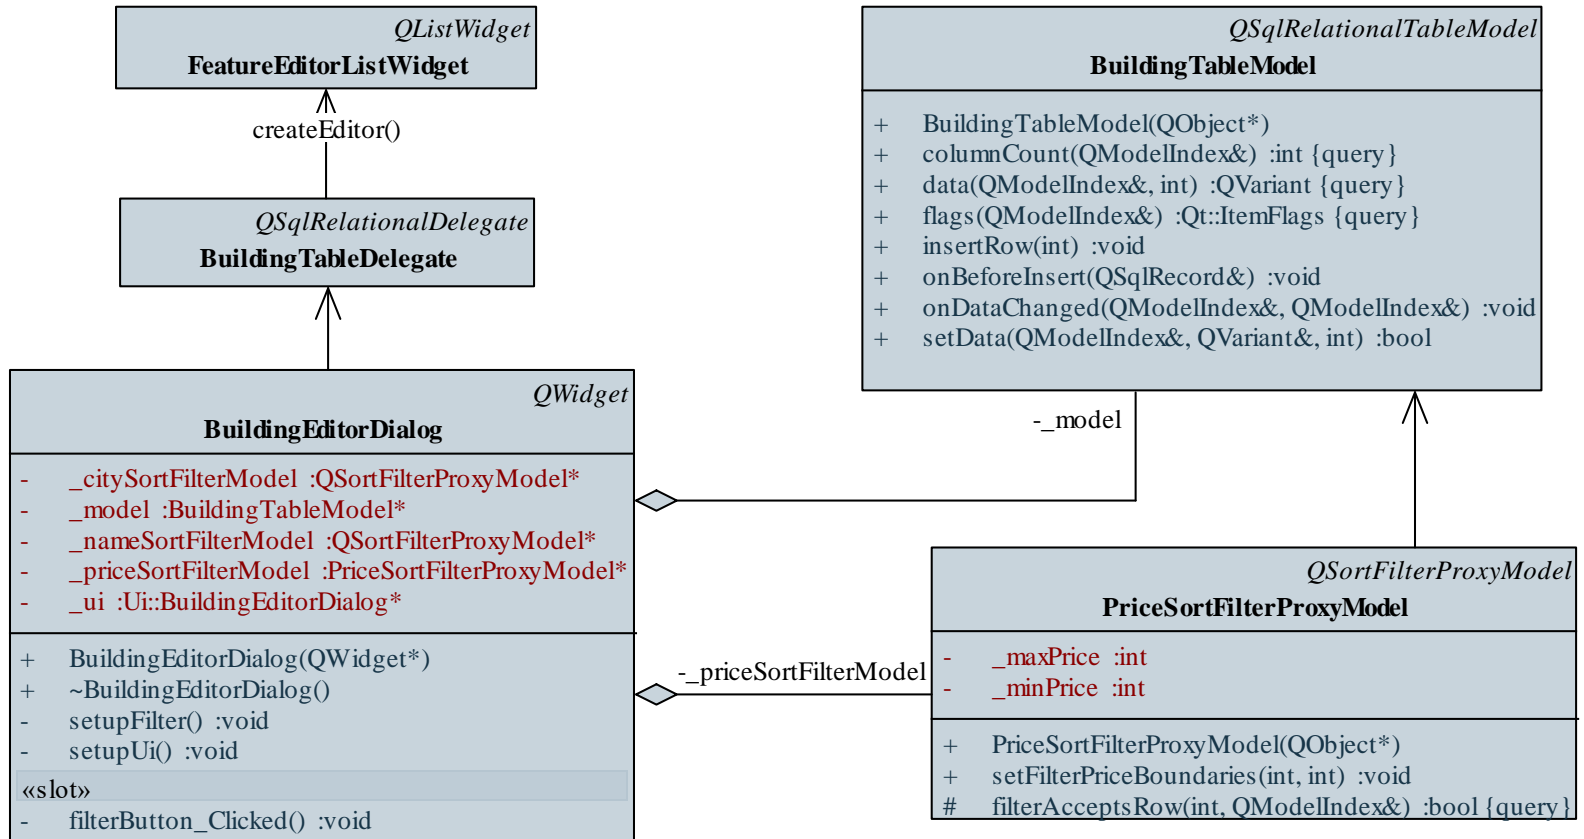 QListWidget
FeatureEditorListWidget
createEditor()
QSqlRelationalDelegate
BuildingTableDelegate
QSqlRelationalTableModel
BuildingTableModel
+ BuildingTableModel(QObject*)
+ columnCount(QModelIndex&) :int {query}
+ data(QModelIndex&, int) :QVariant {query}
+ flags(QModelIndex&) :Qt::ItemFlags {query}
+ insertRow(int) :void
+ onBeforeInsert(QSqlRecord&) :void
+ onDataChanged(QModelIndex&, QModelIndex&) :void
+ setData(QModelIndex&, QVariant&, int) :bool
QWidget
BuildingEditorDialog
- _citySortFilterModel :QSortFilterProxyModel*
- _model :BuildingTableModel*
- _nameSortFilterModel :QSortFilterProxyModel*
- _priceSortFilterModel :PriceSortFilterProxyModel*
- _ui :Ui::BuildingEditorDialog*
+ BuildingEditorDialog(QWidget*)
+ ~BuildingEditorDialog()
- setupFilter() :void
- setupUi() :void
«slot»
- filterButton_Clicked() :void
-_model
-_priceSortFilterModel
QSortFilterProxyModel
PriceSortFilterProxyModel
- _maxPrice :int
- _minPrice :int
+ PriceSortFilterProxyModel(QObject*)
+ setFilterPriceBoundaries(int, int) :void
# filterAcceptsRow(int, QModelIndex&) :bool {query}